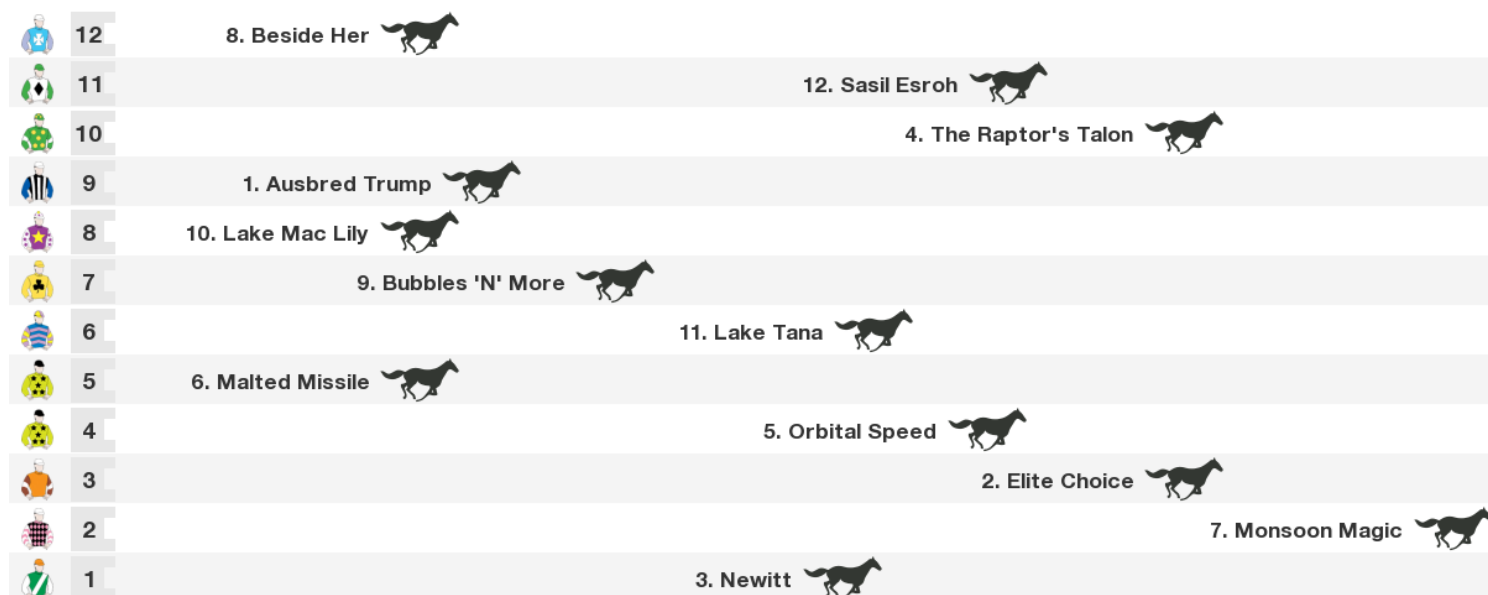 12 8. Beside Her
11 12. Sasil Esroh
10 4. The Raptor's Talon
9 1. Ausbred Trump
8 10. Lake Mac Lily
7 9. Bubbles 'N' More
6 11. Lake Tana
5 6. Malted Missile
4 5. Orbital Speed
3 2. Elite Choice
2 7. Monsoon Magic
1 3. Newitt